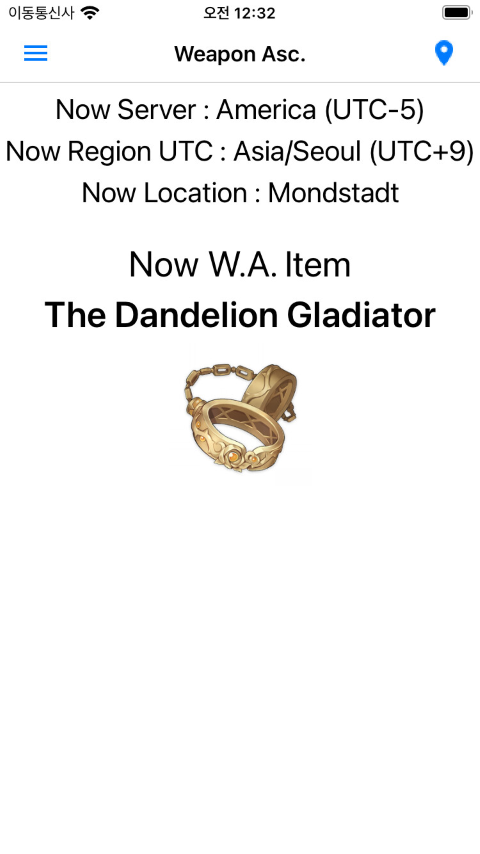 이동통신사
오전 12:32
Weapon Asc.
Now Server : America (UTC-5)
Now Region UTC : Asia/Seoul (UTC+9)
Now Location : Mondstadt
Now W.A. Item
The Dandelion Gladiator